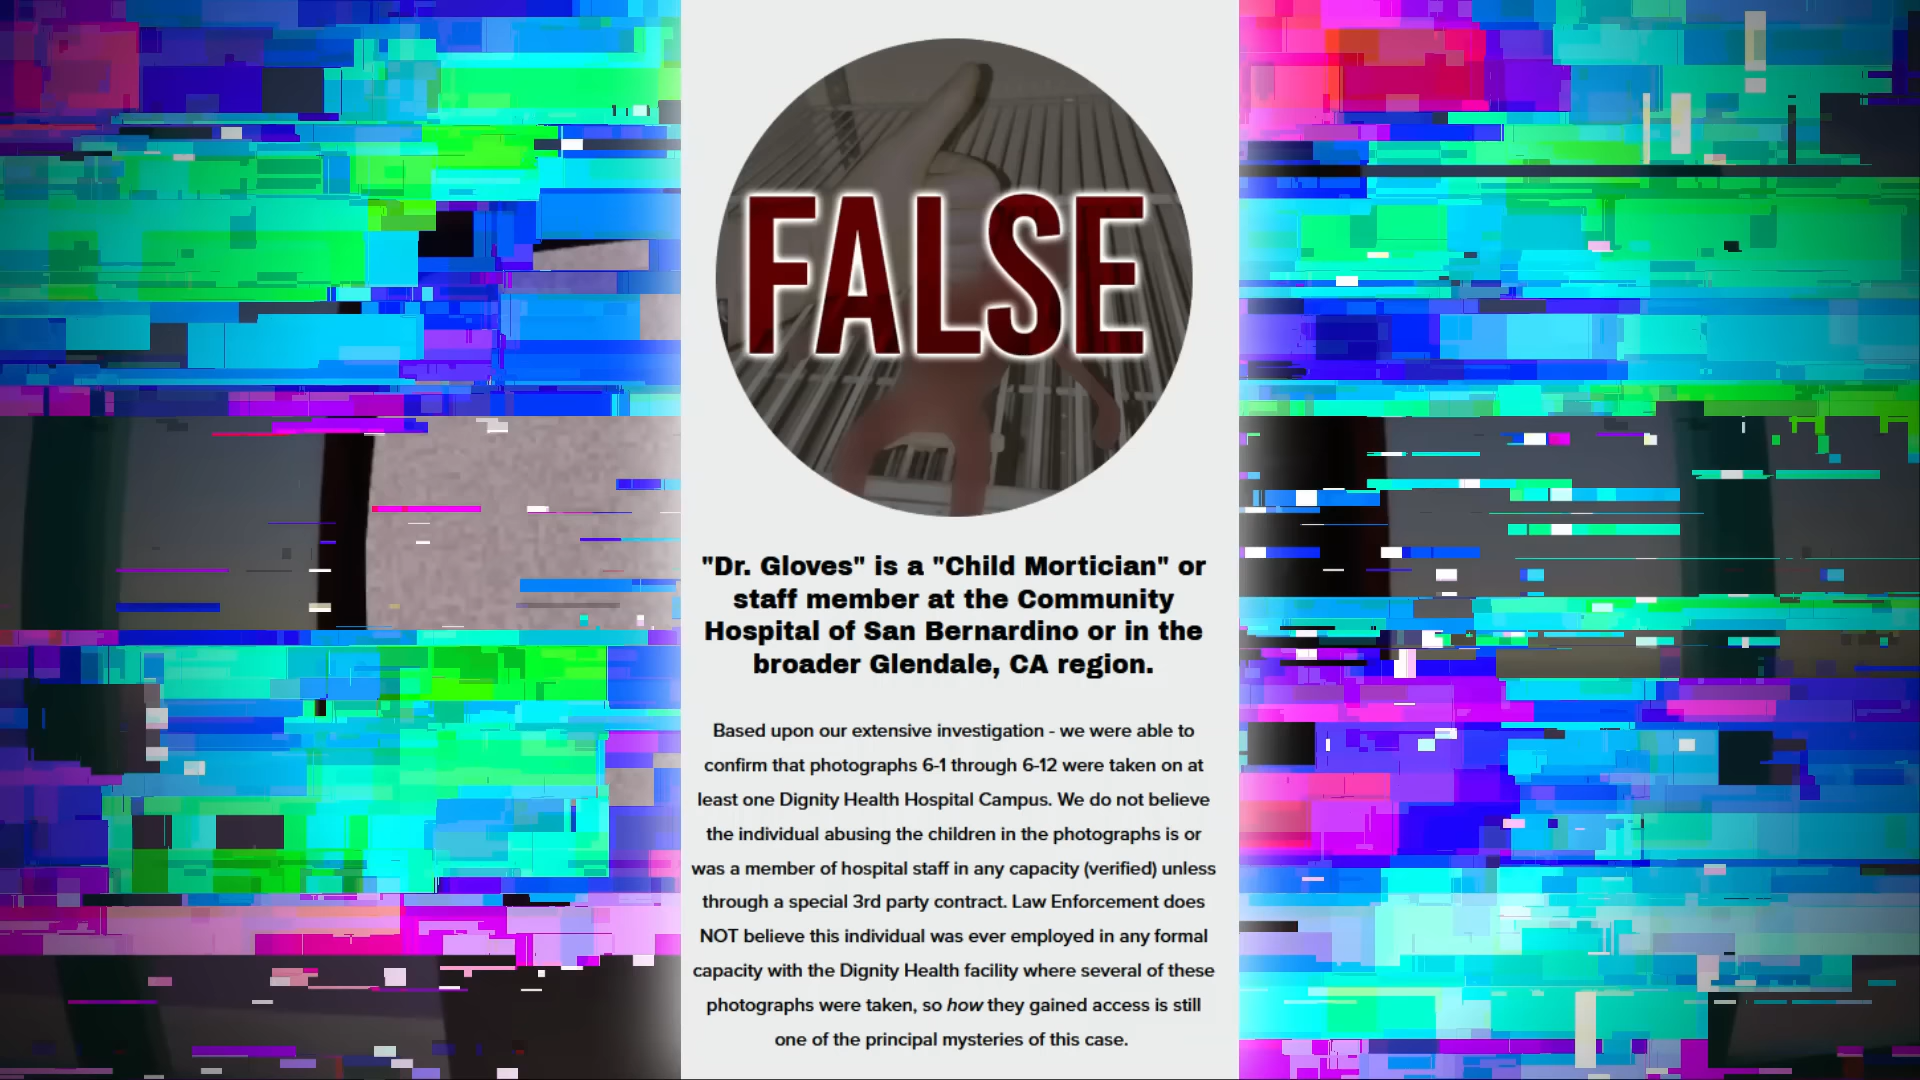 FALSE
"Dr. Gloves" is a "Child Mortician" or
staff member at the Community
Hospital of San Bernardino or in the
broader Glendale, CA region.
Based upon our extensive investigation - we were able to
confirm that photographs 6-1 through 6-12 were taken on at
least one Dignity Health Hospital Campus. We do not believe
the individual abusing the children in the photographs is or
was a member of hospital staff in any capacity (verified) unless
through a special 3rd party contract. Law Enforcement does
NOT believe this individual was ever employed in any formal
capacity with the Dignity Health facility where several of these
photographs were taken, so how they gained access is still
one of the principal mysteries of this case.